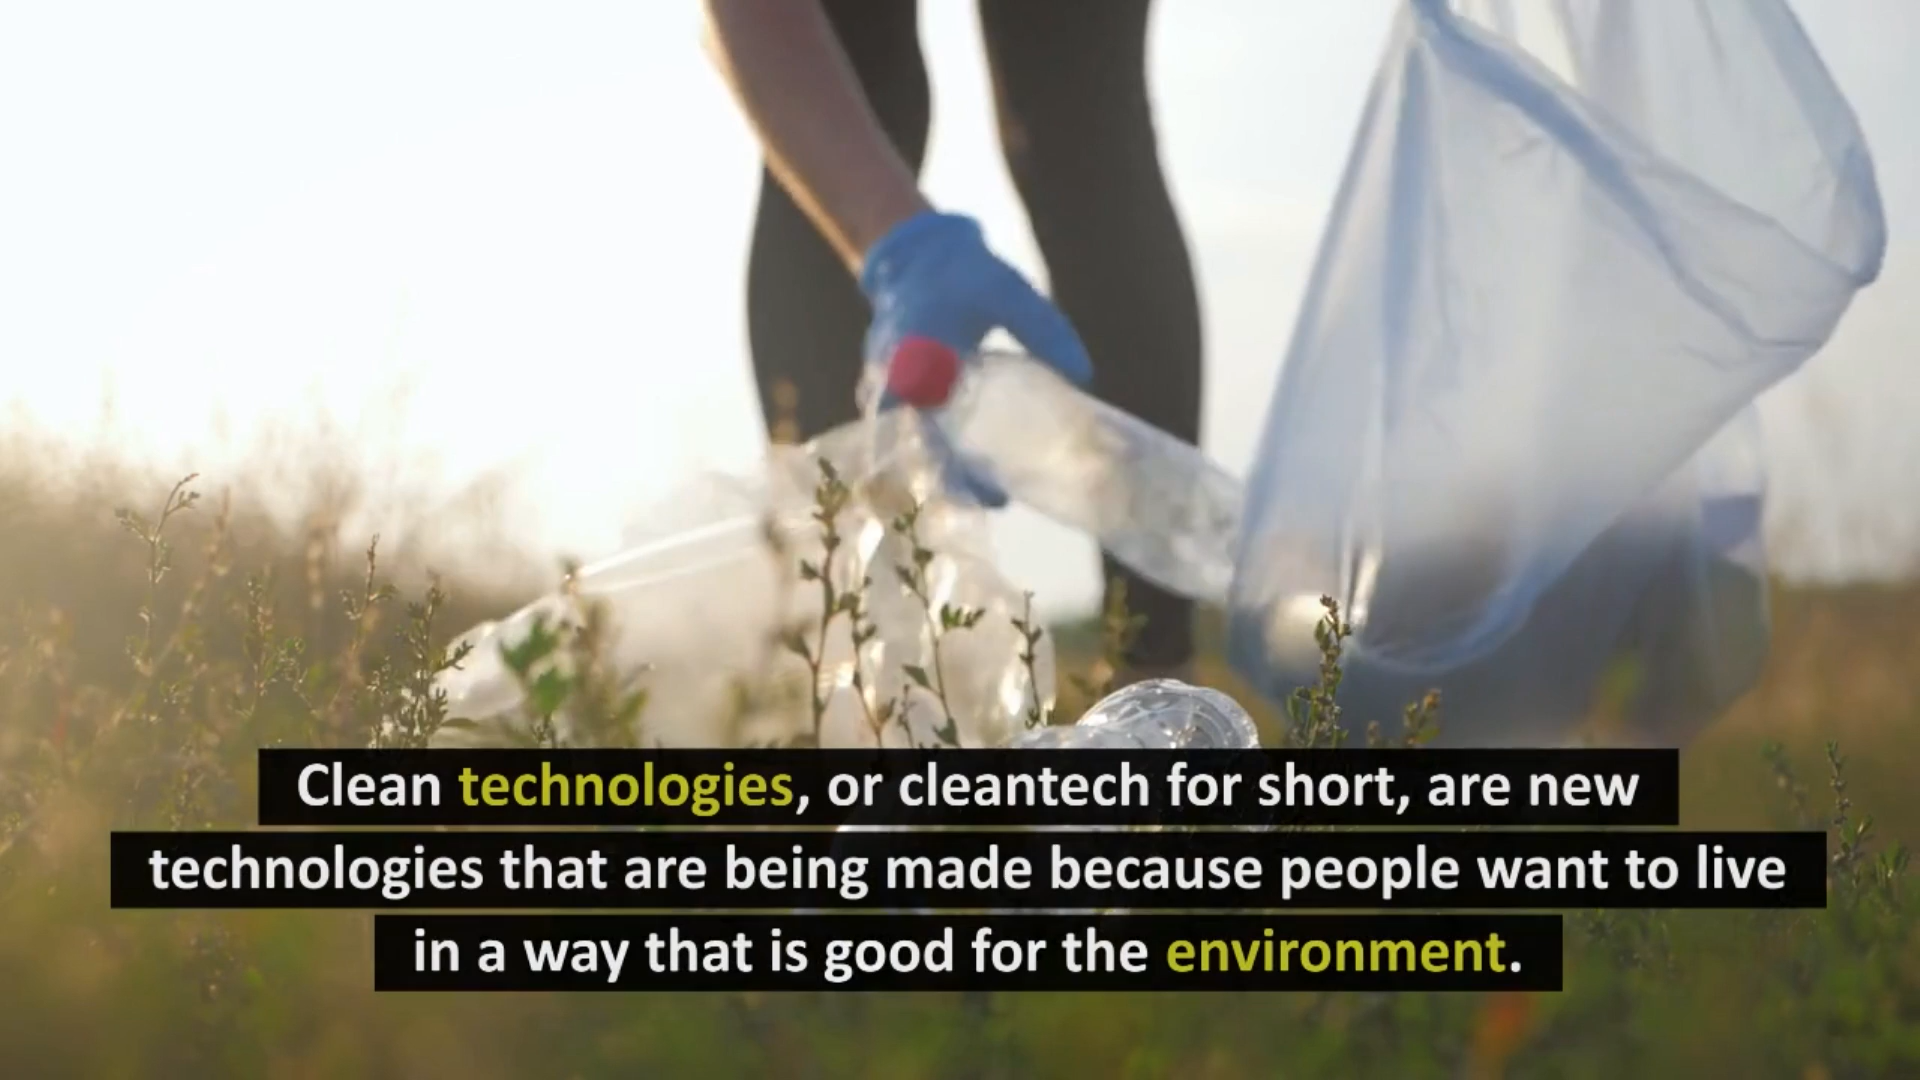 Clean technologies, or cleantech for short, are new
technologies that are being made because people want to live
in a way that is good for the environment.